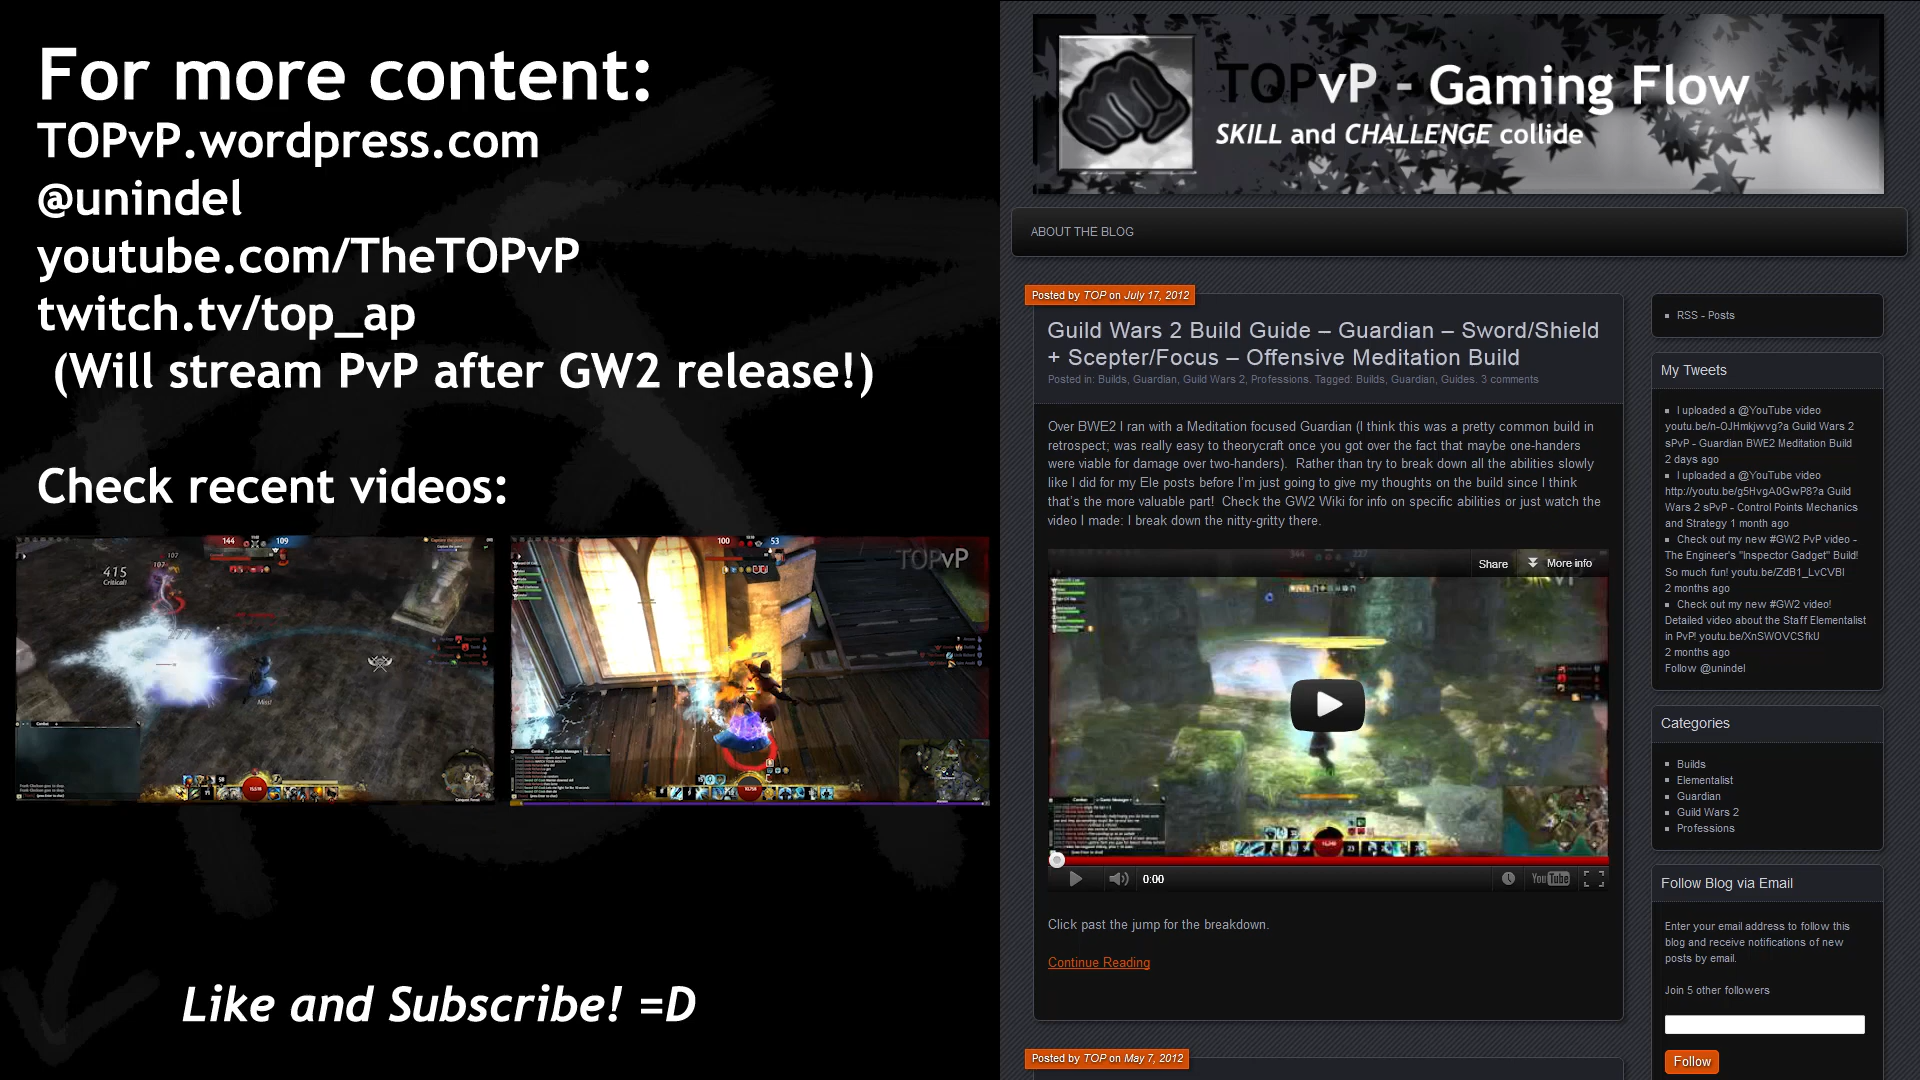 For more content:
TOPvP.wordpress.com
@unindel
youtube.com/TheTOPvP
twitch.tv/top_ap
(Will stream PvP after GW2 release!)
Check recent videos:
144
109
107
107
415
Critical!
Miss!
100
53
TOPvP
Like and Subscribe! =D
TOPvP - Gaming Flow
SKILL and CHALLENGE collide
ABOUT THE BLOG
Posted by TOP on July 17, 2012
Guild Wars 2 Build Guide – Guardian – Sword/Shield
+ Scepter/Focus – Offensive Meditation Build
Posted in: Builds, Guardian, Guild Wars 2, Professions. Tagged: Builds, Guardian, Guides. 3 comments
Over BWE2 I ran with a Meditation focused Guardian (I think this was a pretty common build in
retrospect; was really easy to theorycraft once you got over the fact that maybe one-handers
were viable for damage over two-handers).  Rather than try to break down all the abilities slowly
like I did for my Ele posts before I'm just going to give my thoughts on the build since I think
that's the more valuable part!  Check the GW2 Wiki for info on specific abilities or just watch the
video I made: I break down the nitty-gritty there.
Share
More info
0:00
YouTube
Click past the jump for the breakdown.
Continue Reading
Posted by TOP on May 7, 2012
RSS - Posts
My Tweets
I uploaded a @YouTube video
youtu.be/n-OJHmkjwvg?a Guild Wars 2
sPvP - Guardian BWE2 Meditation Build
2 days ago
I uploaded a @YouTube video
http://youtu.be/g5HvgA0GwP8?a Guild
Wars 2 sPvP - Control Points Mechanics
and Strategy 1 month ago
Check out my new #GW2 PvP video -
The Engineer's "Inspector Gadget" Build!
So much fun! youtu.be/ZdB1_LvCVBI
2 months ago
Check out my new #GW2 video!
Detailed video about the Staff Elementalist
in PvP! youtu.be/XnSWOVCSfkU
2 months ago
Follow @unindel
Categories
Builds
Elementalist
Guardian
Guild Wars 2
Professions
Follow Blog via Email
Enter your email address to follow this
blog and receive notifications of new
posts by email.
Join 5 other followers
Follow